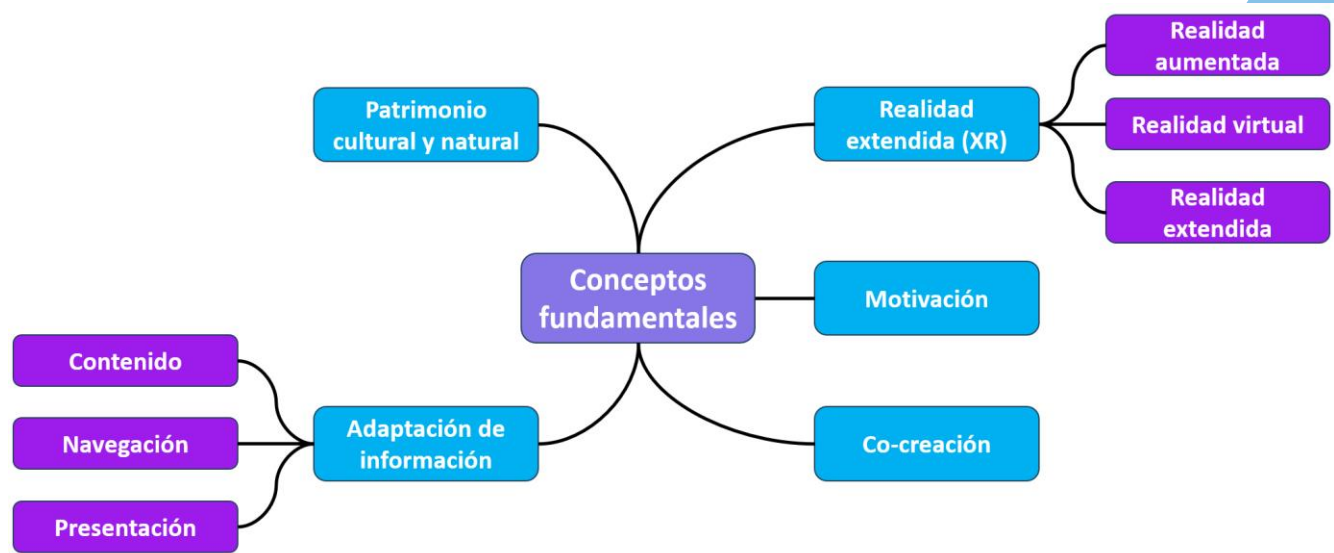 Realidad
aumentada
Patrimonio
cultural y natural
Realidad
extendida (XR)
Realidad virtual
Realidad
extendida
Conceptos
fundamentales
Motivación
Contenido
Navegación
Presentación
Adaptación de
información
Co-creación